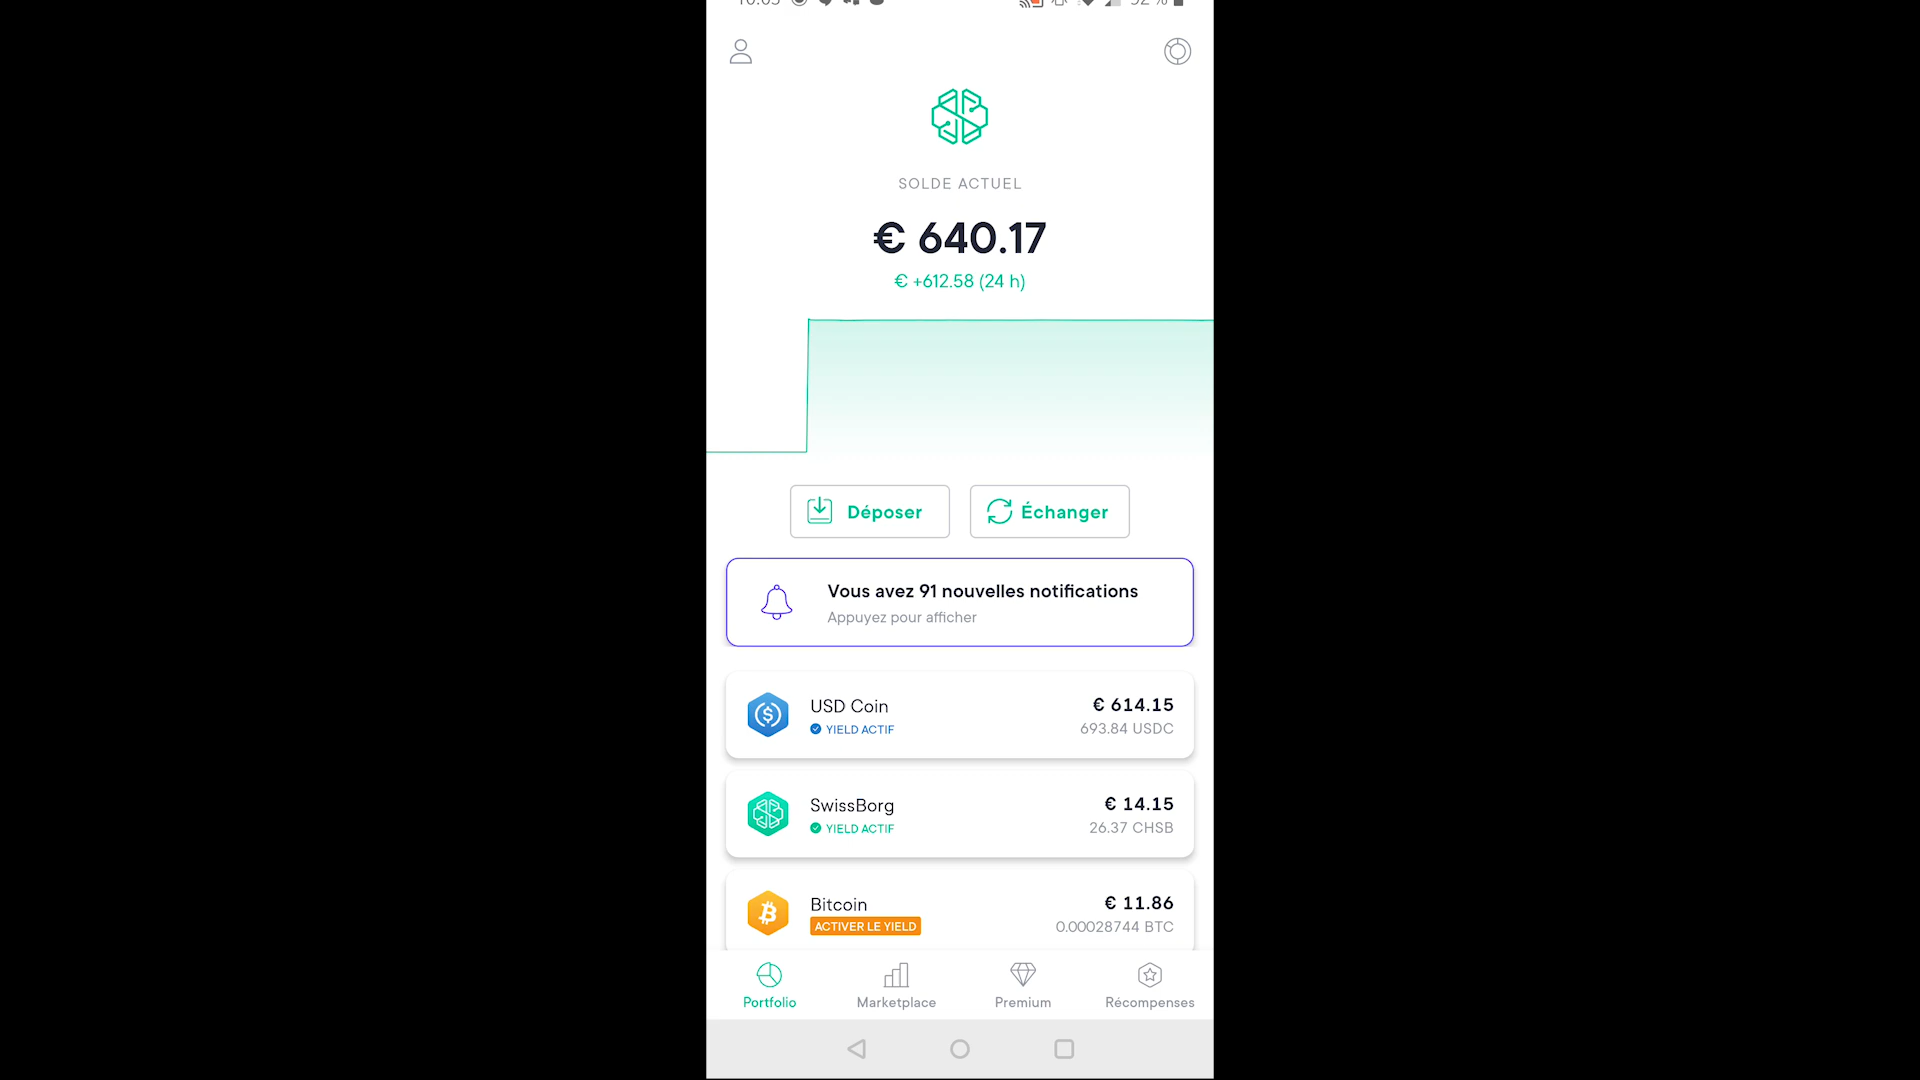 SOLDE ACTUEL
€ 640.17
€ +612.58 (24 h)
Déposer
Échanger
Vous avez 91 nouvelles notifications
Appuyez pour afficher
USD Coin
€ 614.15
YIELD ACTIF
693.84 USDC
SwissBorg
€ 14.15
YIELD ACTIF
26.37 CHSB
Bitcoin
€ 11.86
ACTIVER LE YIELD
0.00028744 BTC
Portfolio
Marketplace
Premium
Récompenses